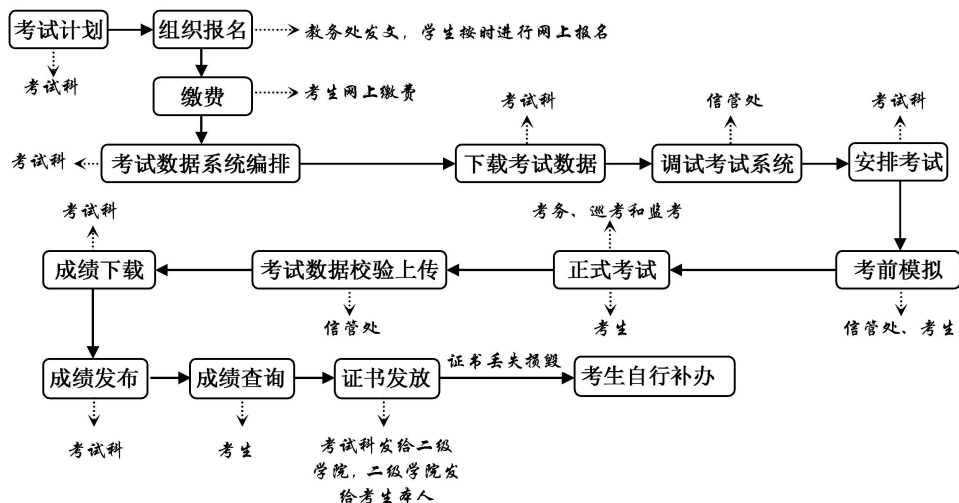 考试计划
组织报名
教务处发文，学生按时进行网上报名
考试科
缴费
考生网上缴费
考试科
信管处
考试科
考试科
考试数据系统编排
下载考试数据
调试考试系统
安排考试
考试科
考务、巡考和监考
成绩下载
考试数据校验上传
正式考试
考前模拟
信管处
考生
信管处、考生
证书丢失损毁
成绩发布
成绩查询
证书发放
考生自行补办
考试科
考生
考试科发给二级
学院，二级学院发
给考生本人